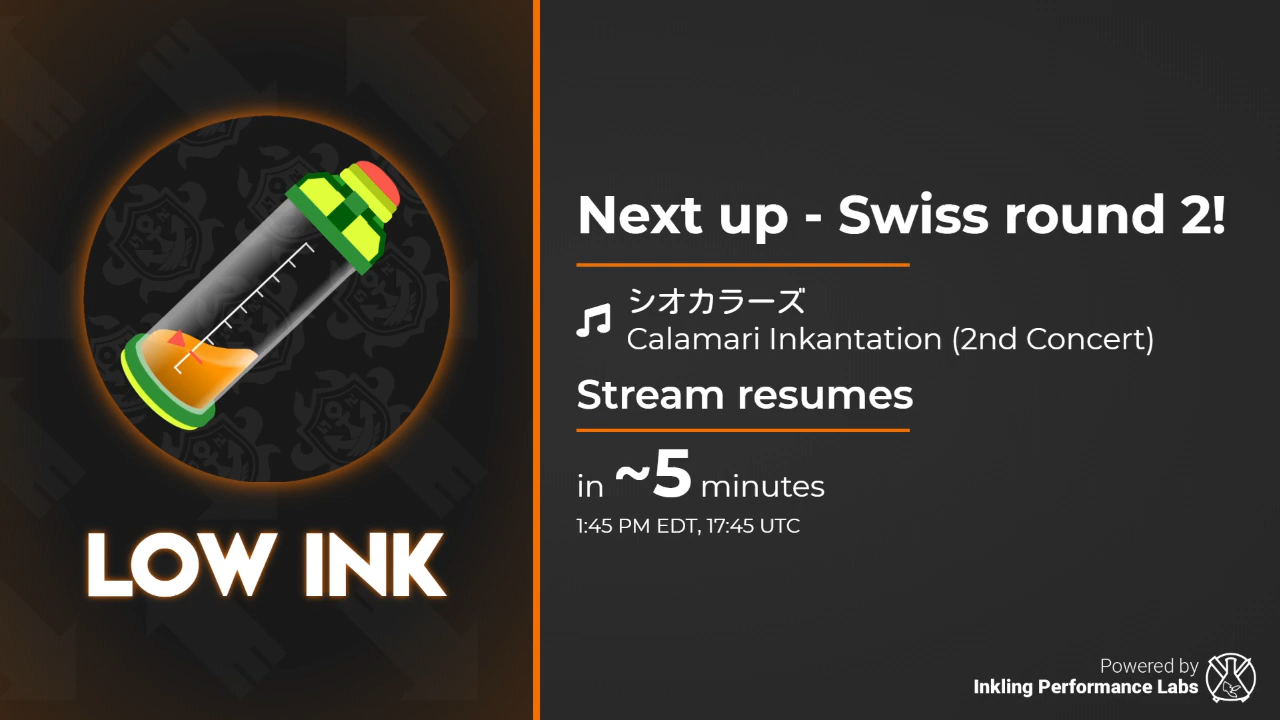 LOW INK
Next up - Swiss round 2!
シオカラーズ
Calamari Inkantation (2nd Concert)
Stream resumes
in ~5 minutes
1:45 PM EDT, 17:45 UTC
Powered by
Inkling Performance Labs